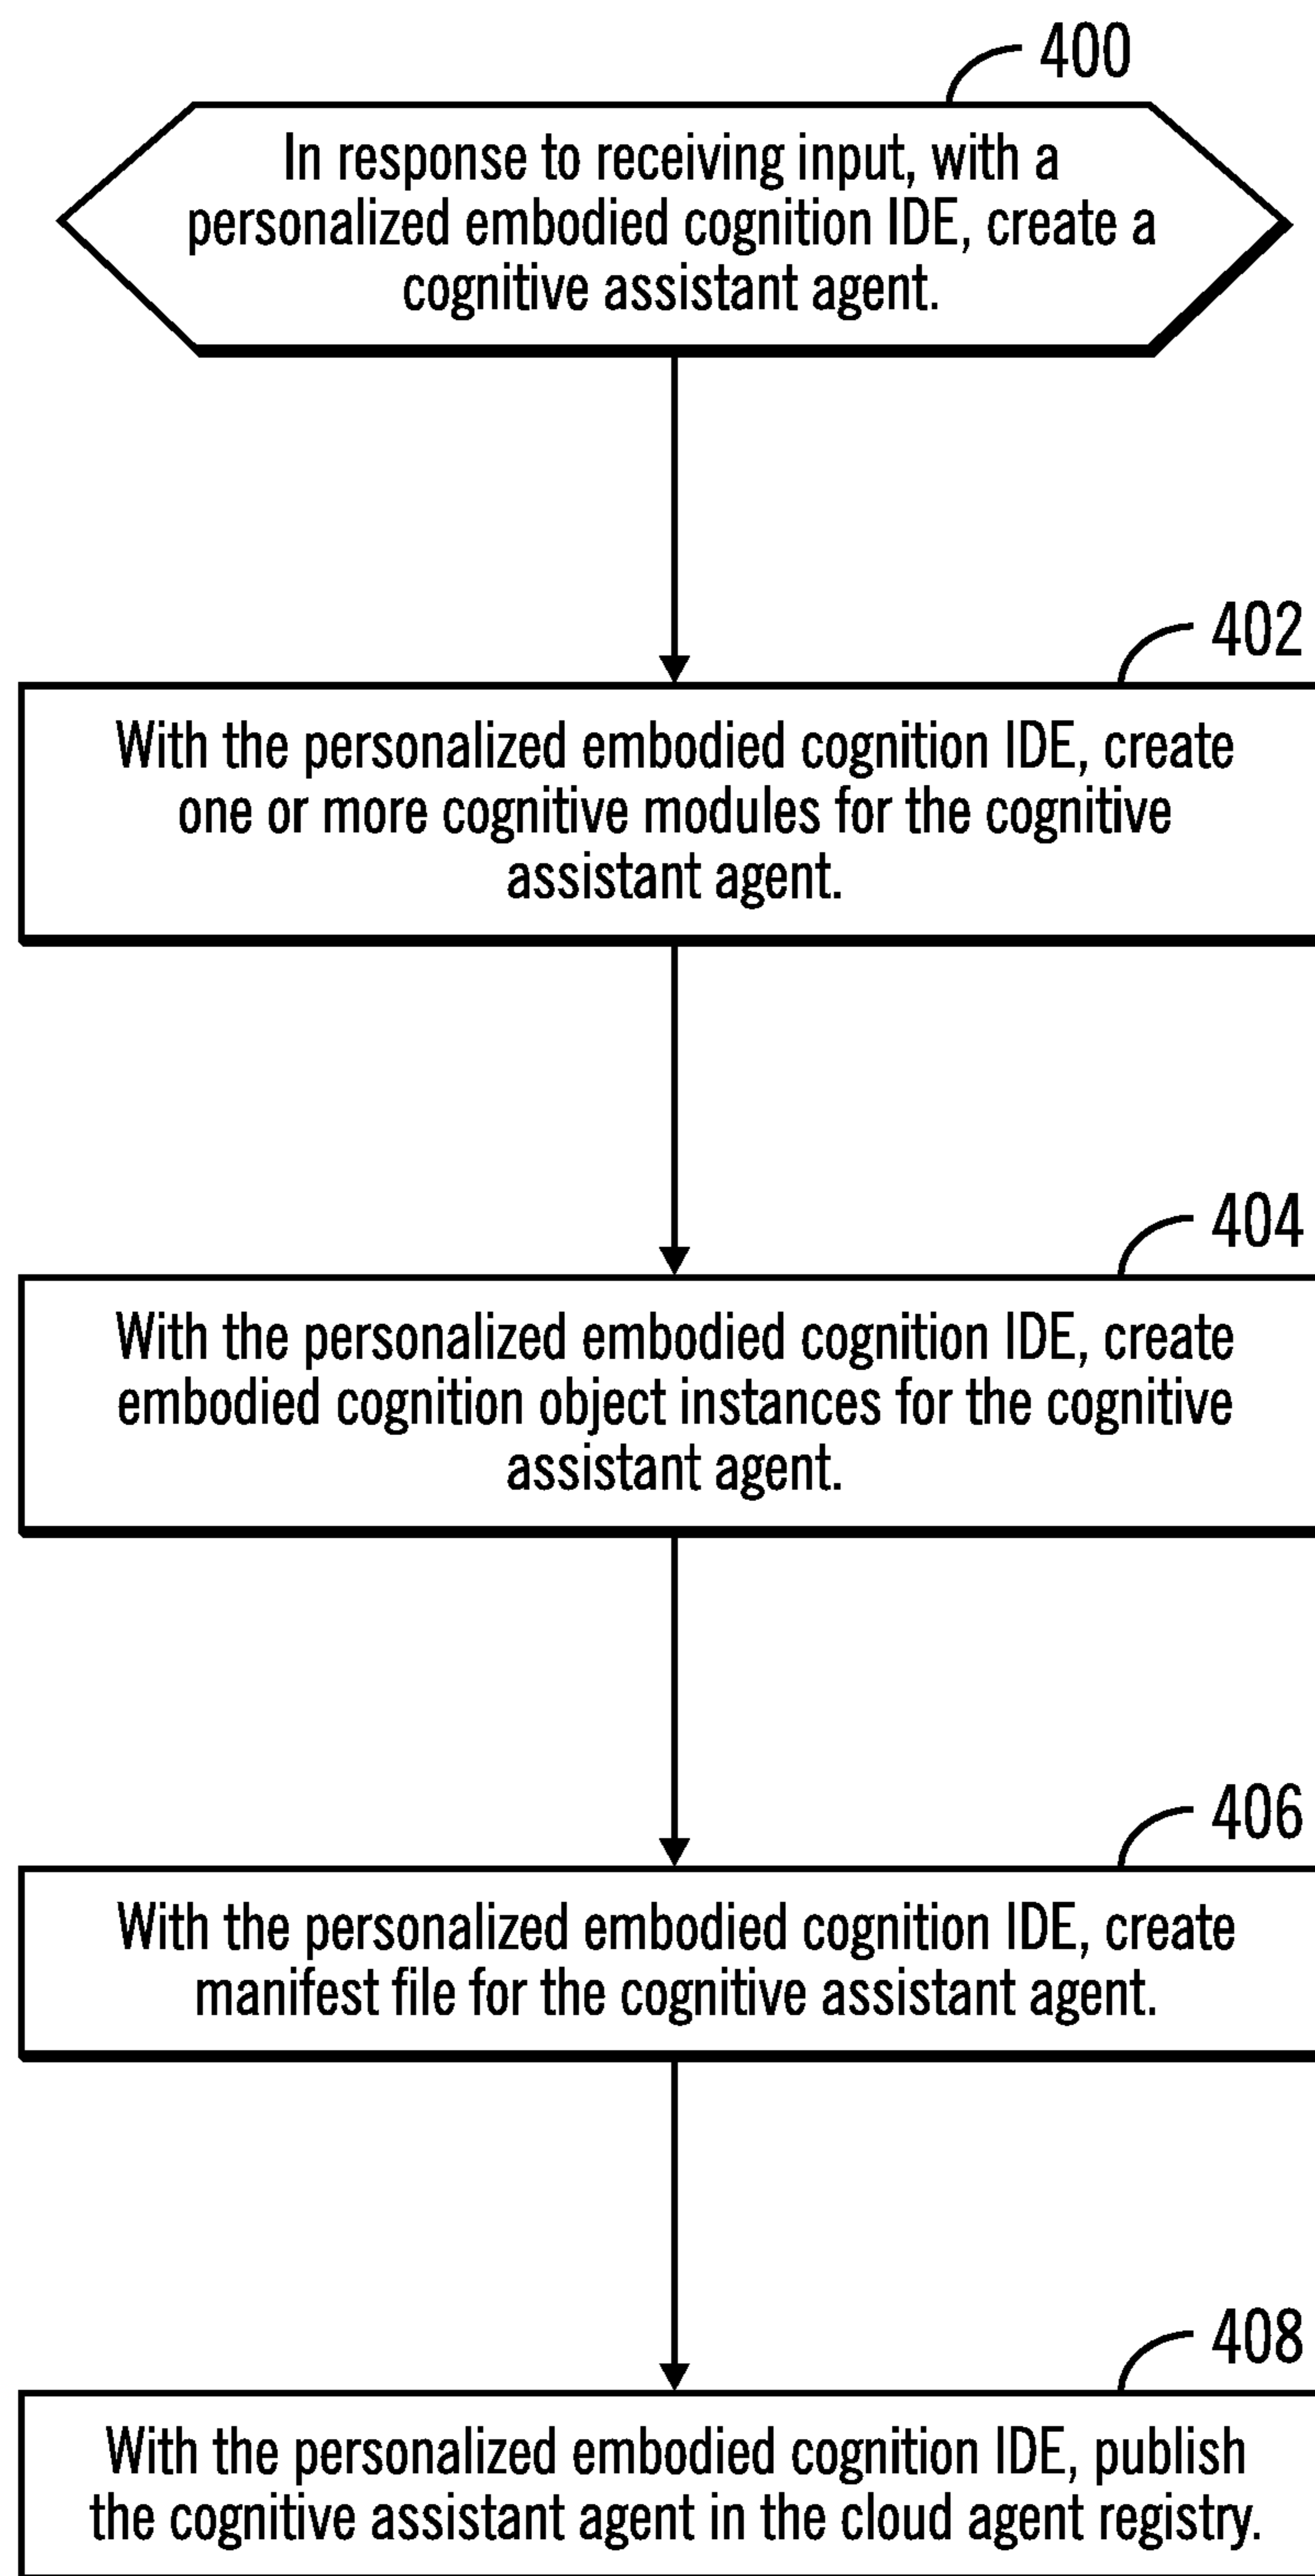 400
In response to receiving input, with a
personalized embodied cognition IDE, create a
cognitive assistant agent.
402
With the personalized embodied cognition IDE, create
one or more cognitive modules for the cognitive
assistant agent.
404
With the personalized embodied cognition IDE, create
embodied cognition object instances for the cognitive
assistant agent.
406
With the personalized embodied cognition IDE, create
manifest file for the cognitive assistant agent.
408
With the personalized embodied cognition IDE, publish
the cognitive assistant agent in the cloud agent registry.